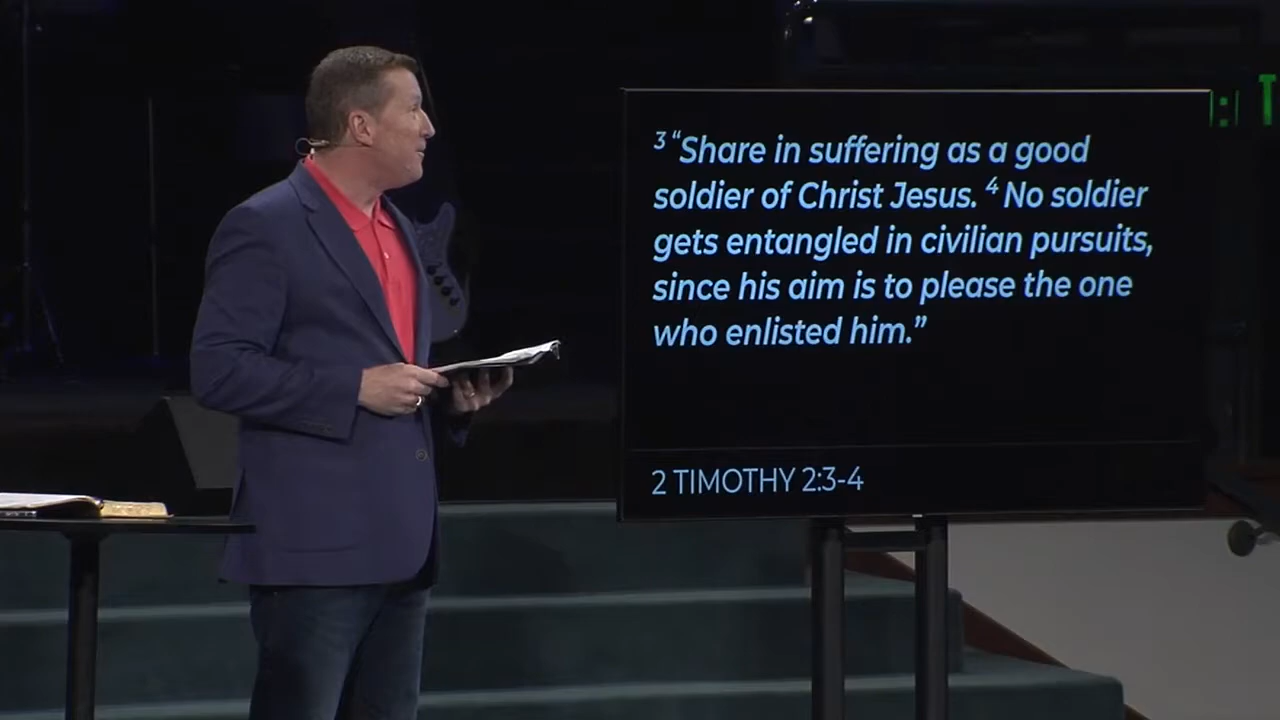 3 “Share in suffering as a good
soldier of Christ Jesus. 4 No soldier
gets entangled in civilian pursuits,
since his aim is to please the one
who enlisted him.”
2 TIMOTHY 2:3-4